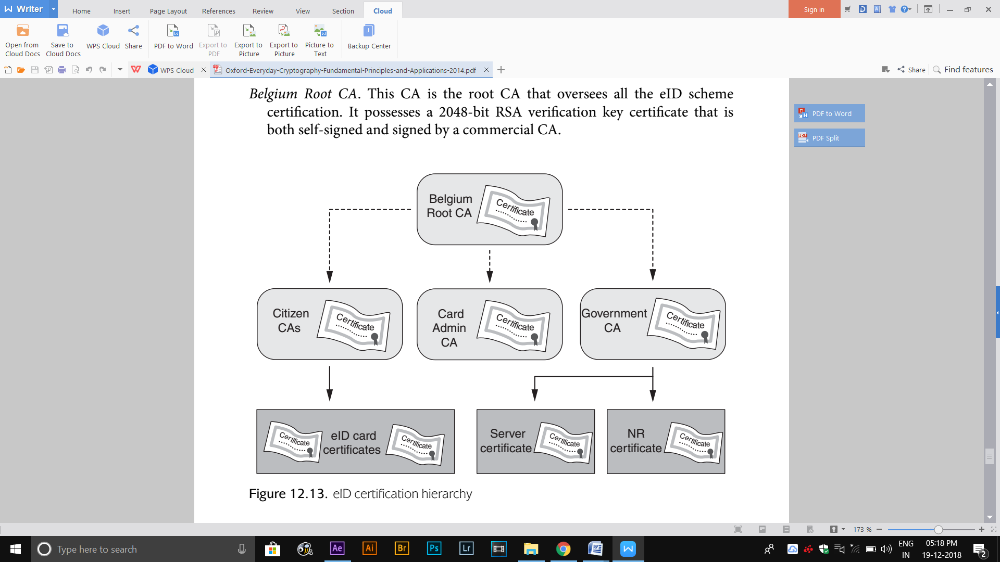 Writer
Home
Insert
Page Layout
References
Review
View
Section
Cloud
Sign in
Open from
Cloud Docs
Save to
Cloud Docs
WPS Cloud
Share
PDF to Word
Export to
PDF
Export to
Picture
Export to
Picture
Picture to
Text
Backup Center
WPS Cloud
Oxford-Everyday-Cryptography-Fundamental-Principles-and-Applications-2014.pdf
Share
Find features
Belgium Root CA. This CA is the root CA that oversees all the eID scheme
certification. It possesses a 2048-bit RSA verification key certificate that is
both self-signed and signed by a commercial CA.
PDF to Word
PDF Split
Belgium
Root CA
Certificate
Citizen
CAs
Certificate
Card
Admin
CA
Certificate
Government
CA
Certificate
Certificate
eID card
certificates
Certificate
Server
certificate
Certificate
NR
certificate
Certificate
Figure 12.13. eID certification hierarchy
173 %
Type here to search
Ae
Ai
Br
Ps
Lr
ENG
IN
05:18 PM
19-12-2018
2